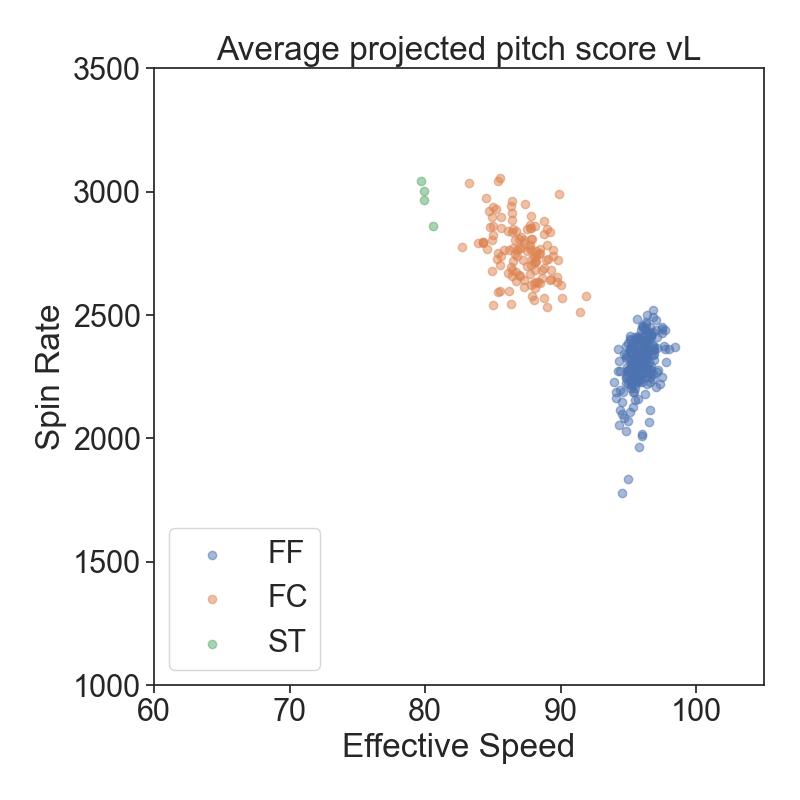 Average projected pitch score vL
3500
3000
2500
2000
1500
1000
Spin Rate
FF
FC
ST
60 70 80 90 100
Effective Speed